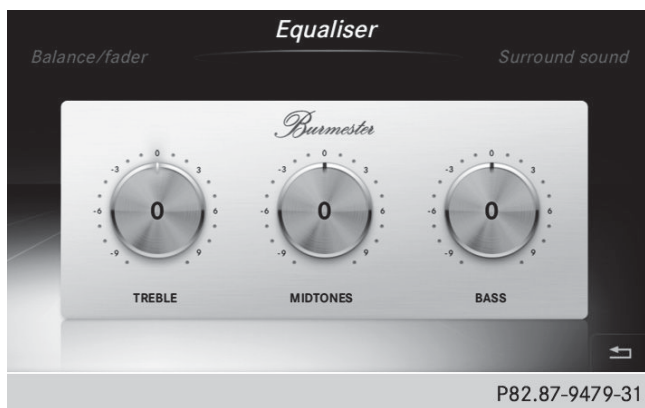 Equaliser
Balance/fader Surround sound
Burmester
0 0 0
-3 3 -3 3 -3 3
-6 6 -6 6 -6 6
0 0 0
-9 9 -9 9 -9 9
TREBLE MIDTONES BASS
P82.87-9479-31